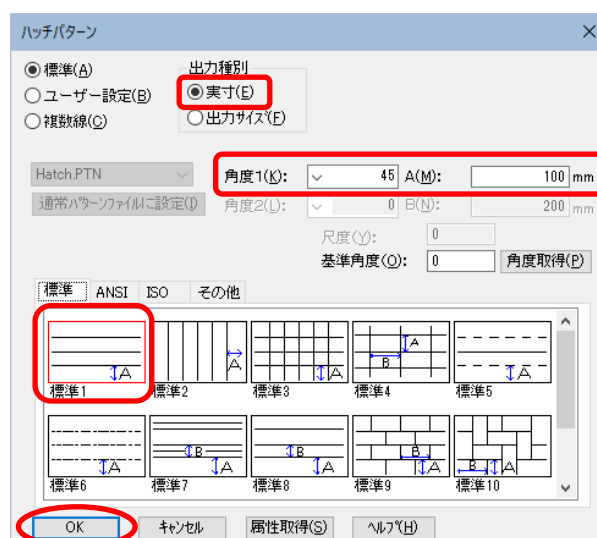 ハッチパターン
標準(A) 出力種別
ユーザー設定(B) 実寸(E)
複数線(C) 出力サイズ(F)
Hatch.PTN 角度1(K): 45 A(M): 100 mm
通常パターンファイルに設定(I) 角度2(L): 0 B(N): 200 mm
尺度(Y): 0
基準角度(O): 0 角度取得(P)
標準 ANSI ISO その他
A A A A B A
標準1 標準2 標準3 標準4 標準5
A B A B A B A B A
標準6 標準7 標準8 標準9 標準10
OK キャンセル 属性取得(S) ヘルプ(H)